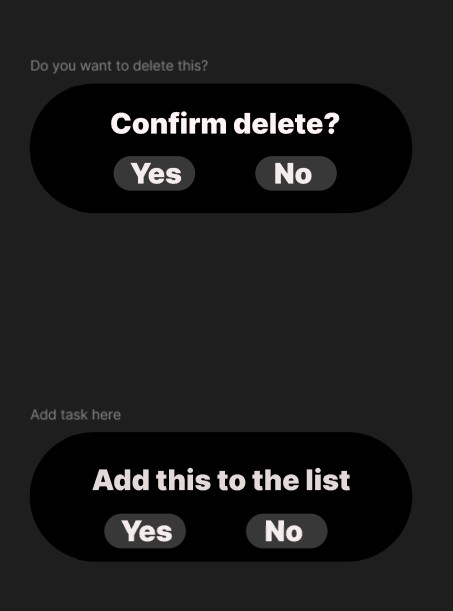 Do you want to delete this?
Confirm delete?
Yes No
Add task here
Add this to the list
Yes No